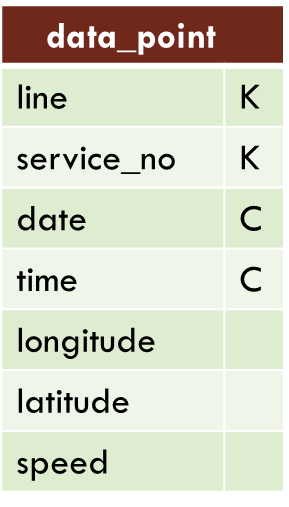 data_point
line K
service_no K
date C
time C
longitude
latitude
speed